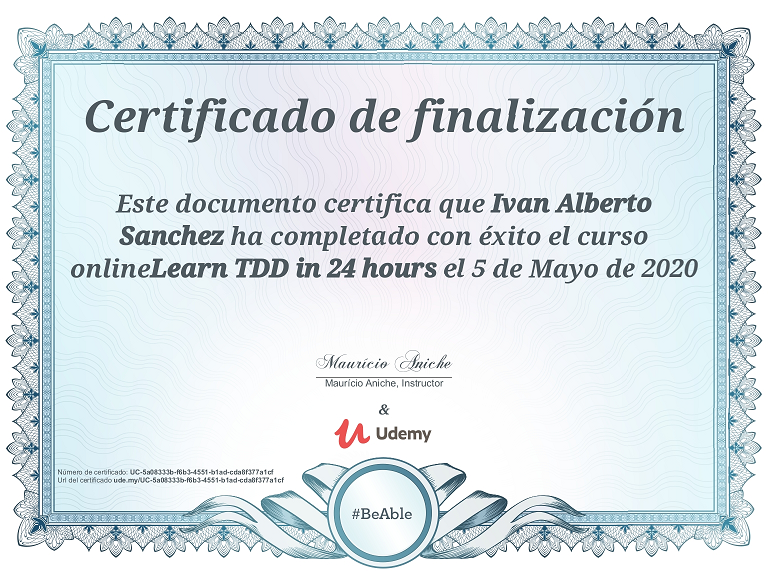 Certificado de finalización
Este documento certifica que Ivan Alberto
Sanchez ha completado con éxito el curso
onlineLearn TDD in 24 hours el 5 de Mayo de 2020
Maurício Aniche
Maurício Aniche, Instructor
&
Udemy
Número de certificado: UC-5a08333b-f6b3-4551-b1ad-cda8f377a1cf
Url del certificado ude.my/UC-5a08333b-f6b3-4551-b1ad-cda8f377a1cf
#BeAble